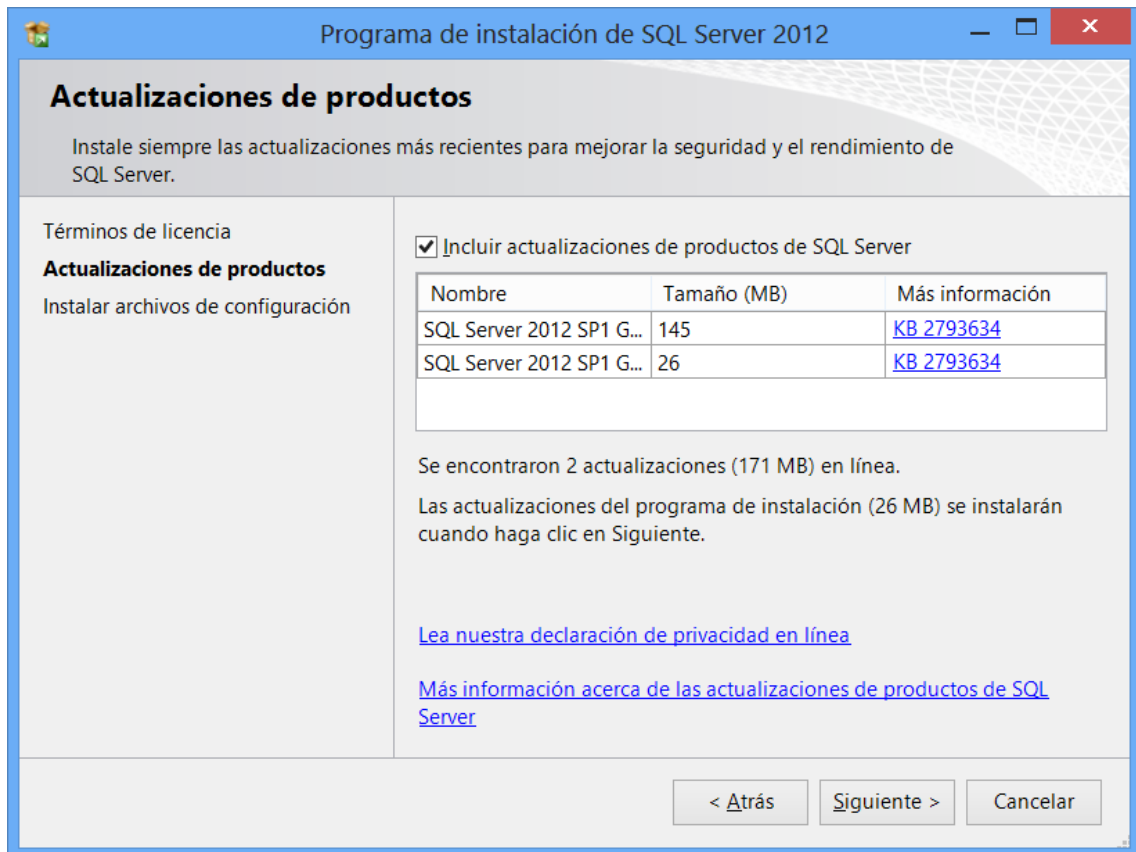 Programa de instalación de SQL Server 2012
Actualizaciones de productos
Instale siempre las actualizaciones más recientes para mejorar la seguridad y el rendimiento de
SQL Server.
Términos de licencia
Actualizaciones de productos
Instalar archivos de configuración
Incluir actualizaciones de productos de SQL Server
Nombre Tamaño (MB) Más información
SQL Server 2012 SP1 G... 145 KB 2793634
SQL Server 2012 SP1 G... 26 KB 2793634
Se encontraron 2 actualizaciones (171 MB) en línea.
Las actualizaciones del programa de instalación (26 MB) se instalarán
cuando haga clic en Siguiente.
Lea nuestra declaración de privacidad en línea
Más información acerca de las actualizaciones de productos de SQL
Server
< Atrás Siguiente > Cancelar